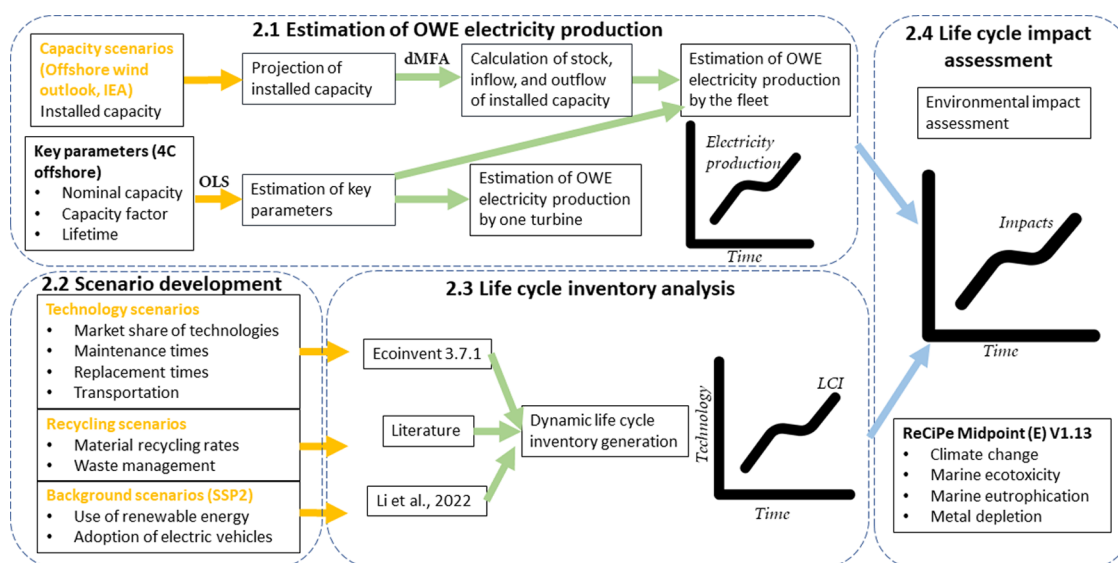 2.1 Estimation of OWE electricity production
Capacity scenarios
(Offshore wind
outlook, IEA)
Installed capacity
Projection of
installed capacity
dMFA
Calculation of stock,
inflow, and outflow
of installed capacity
Estimation of OWE
electricity production
by the fleet
Key parameters (4C
offshore)
• Nominal capacity
• Capacity factor
• Lifetime
OLS
Estimation of key
parameters
Estimation of OWE
electricity production
by one turbine
Electricity
production
Time
2.2 Scenario development
Technology scenarios
• Market share of technologies
• Maintenance times
• Replacement times
• Transportation
Recycling scenarios
• Material recycling rates
• Waste management
Background scenarios (SSP2)
• Use of renewable energy
• Adoption of electric vehicles
2.3 Life cycle inventory analysis
Ecoinvent 3.7.1
Literature
Li et al., 2022
Dynamic life cycle
inventory generation
Technology
LCI
Time
2.4 Life cycle impact
assessment
Environmental impact
assessment
Impacts
Time
ReCiPe Midpoint (E) V1.13
• Climate change
• Marine ecotoxicity
• Marine eutrophication
• Metal depletion